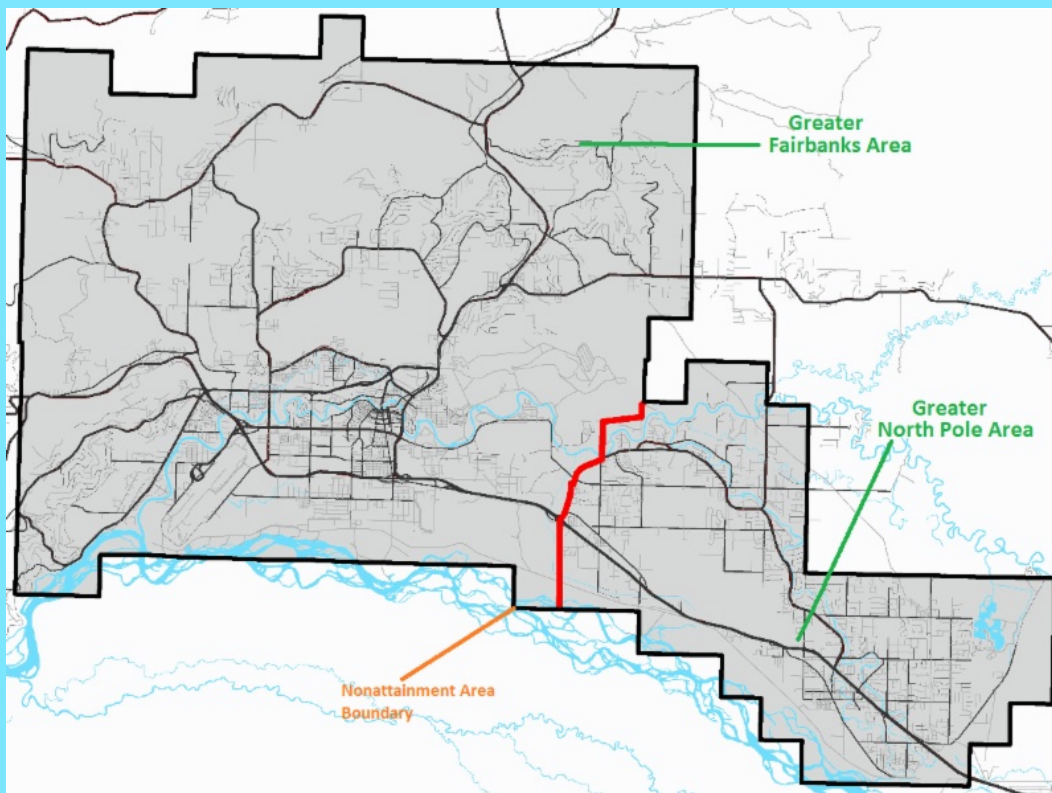 Greater
Fairbanks Area
Greater
North Pole Area
Nonattainment Area
Boundary